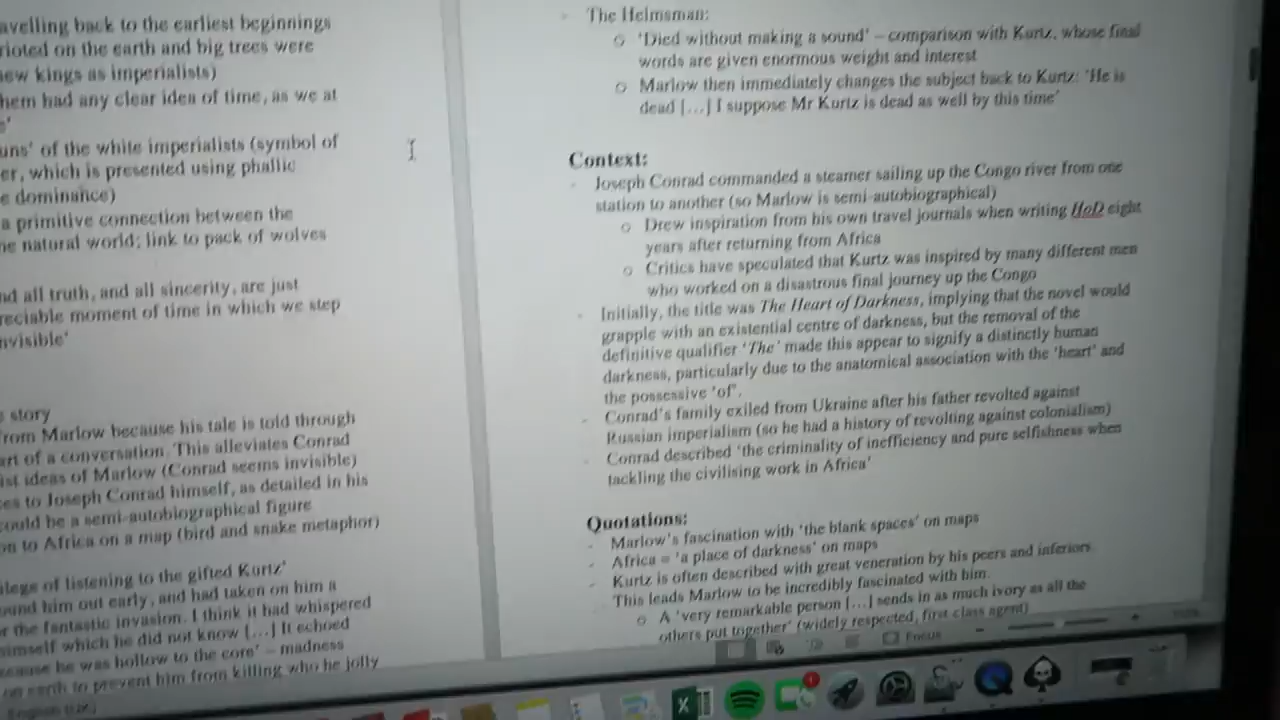 avelling back to the earliest beginnings
rioted on the earth and big trees were
new kings as imperialists)
hem had any clear idea of time, as we at
uns' of the white imperialists (symbol of
er, which is presented using phallic
e dominance)
a primitive connection between the
he natural world; link to pack of wolves
nd all truth, and all sincerity, are just
reciable moment of time in which we step
nvisible'
s story
from Marlow because his tale is told through
art of a conversation. This alleviates Conrad
ist ideas of Marlow (Conrad seems invisible)
ces to Joseph Conrad himself, as detailed in his
could be a semi-autobiographical figure
on to Africa on a map (bird and snake metaphor)
ilege of listening to the gifted Kurtz'
ound him out early, and had taken on him a
r the fantastic invasion. I think it had whispered
himself which he did not know [...] It echoed
ecause he was hollow to the core' – madness
on earth to prevent him from killing who he jolly
English (UK)
- The Helmsman:
o 'Died without making a sound' – comparison with Kurtz, whose final
words are given enormous weight and interest
o Marlow then immediately changes the subject back to Kurtz: 'He is
dead [...] I suppose Mr Kurtz is dead as well by this time'
Context:
- Joseph Conrad commanded a steamer sailing up the Congo river from one
station to another (so Marlow is semi-autobiographical)
o Drew inspiration from his own travel journals when writing HoD eight
years after returning from Africa
o Critics have speculated that Kurtz was inspired by many different men
who worked on a disastrous final journey up the Congo
- Initially, the title was The Heart of Darkness, implying that the novel would
grapple with an existential centre of darkness, but the removal of the
definitive qualifier 'The' made this appear to signify a distinctly human
darkness, particularly due to the anatomical association with the 'heart' and
the possessive 'of'.
- Conrad's family exiled from Ukraine after his father revolted against
Russian imperialism (so he had a history of revolting against colonialism)
- Conrad described 'the criminality of inefficiency and pure selfishness when
tackling the civilising work in Africa'
Quotations:
- Marlow's fascination with 'the blank spaces' on maps
- Africa = 'a place of darkness' on maps
- Kurtz is often described with great veneration by his peers and inferiors.
This leads Marlow to be incredibly fascinated with him.
o A 'very remarkable person [...] sends in as much ivory as all the
others put together' (widely respected, first-class agent)
Focus